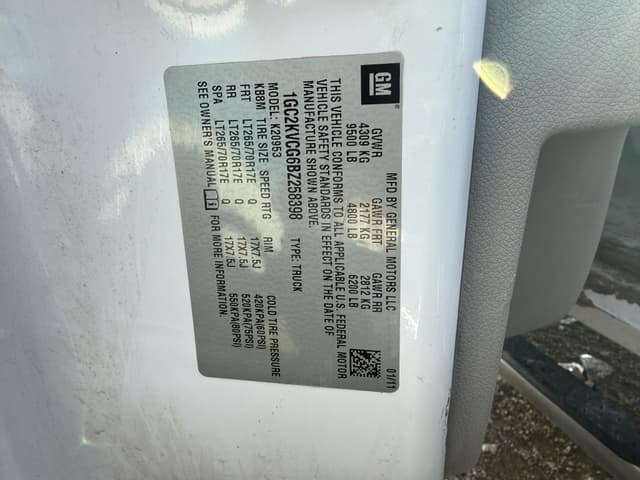 GM
®
MFD BY GENERAL MOTORS LLC 01/11
GVWR GAWR FRT GAWR RR
4309 KG 2177 KG 2812 KG
9500 LB 4800 LB 6200 LB
THIS VEHICLE CONFORMS TO ALL APPLICABLE U.S. FEDERAL MOTOR
VEHICLE SAFETY STANDARDS IN EFFECT ON THE DATE OF
MANUFACTURE SHOWN ABOVE.
1GC2KVCG6BZ258398 TYPE: TRUCK
MODEL: K20953
KBBM TIRE SIZE SPEED RTG RIM COLD TIRE PRESSURE
FRT LT265/70R17E Q 17X7.5J 420KPA(60PSI)
RR LT265/70R17E Q 17X7.5J 520KPA(75PSI)
SPA LT265/70R17E Q 17X7.5J 550KPA(80PSI)
SEE OWNER'S MANUAL FOR MORE INFORMATION.